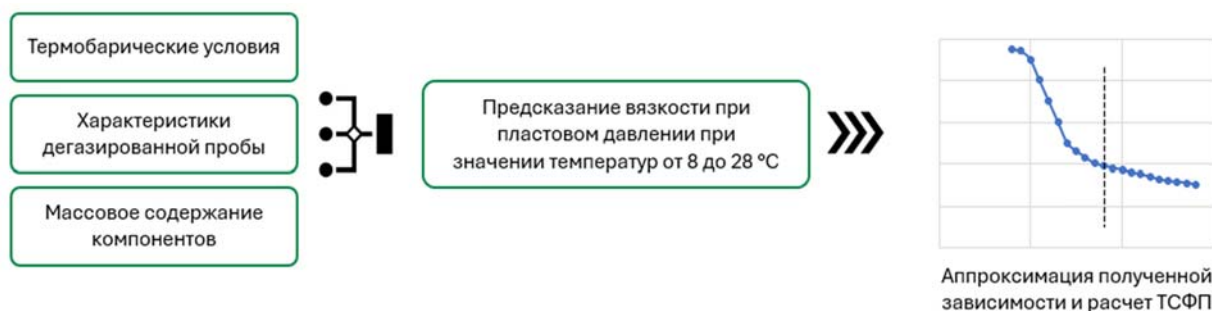 Термобарические условия
Характеристики
дегазированной пробы
Массовое содержание
компонентов
Предсказание вязкости при
пластовом давлении при
значении температур от 8 до 28 °С
Аппроксимация полученной
зависимости и расчет ТСФП